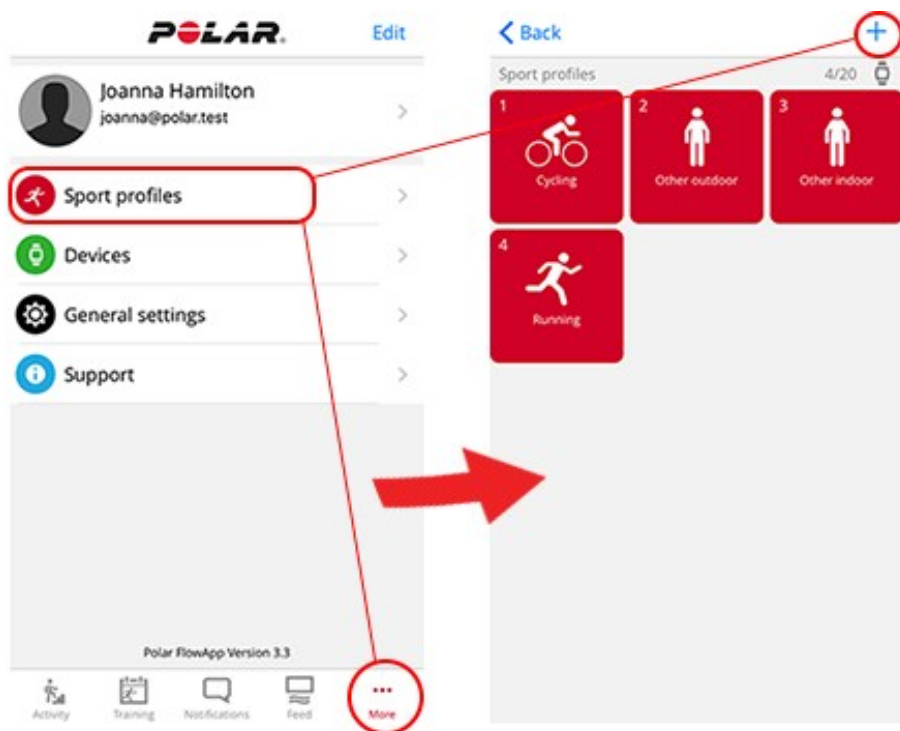 POLAR.
Edit
Joanna Hamilton
joanna@polar.test
Sport profiles
Devices
General settings
Support
Polar FlowApp Version 3.3
Activity
Training
Notifications
Feed
More
Back
Sport profiles
4/20
1
Cycling
2
Other outdoor
3
Other indoor
4
Running